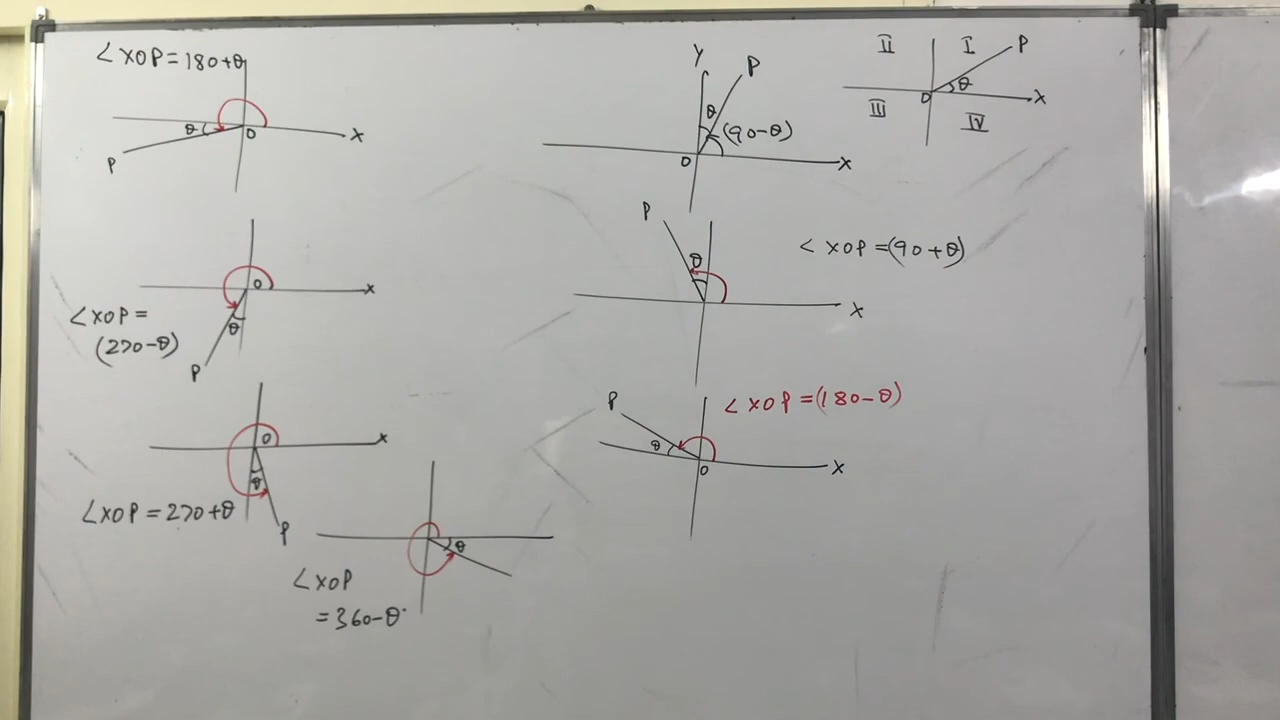 ∠XOP = 180+θ
θ
O
X
P
O
X
∠XOP =
(270-θ)
θ
P
O
X
θ
∠XOP = 270+θ
P
θ
∠XOP
= 360-θ
Y
P
θ
(90-θ)
O
X
II
I
P
θ
O
X
III
IV
P
θ
∠XOP =(90+θ)
X
P
∠XOP =(180-θ)
θ
O
X